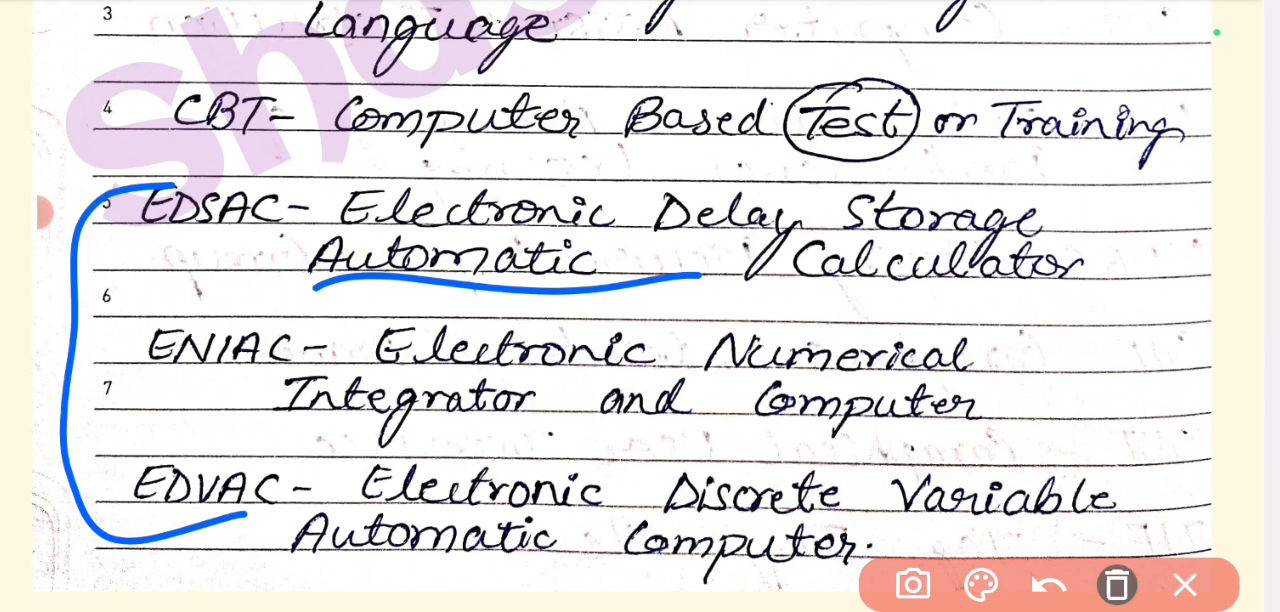 3
Language
4 CBT- Computer Based Test or Training
5 EDSAC- Electronic Delay Storage
Automatic Calculator
6
ENIAC- Electronic Numerical
7 Integrator and Computer
EDVAC- Electronic Discrete Variable
Automatic Computer.